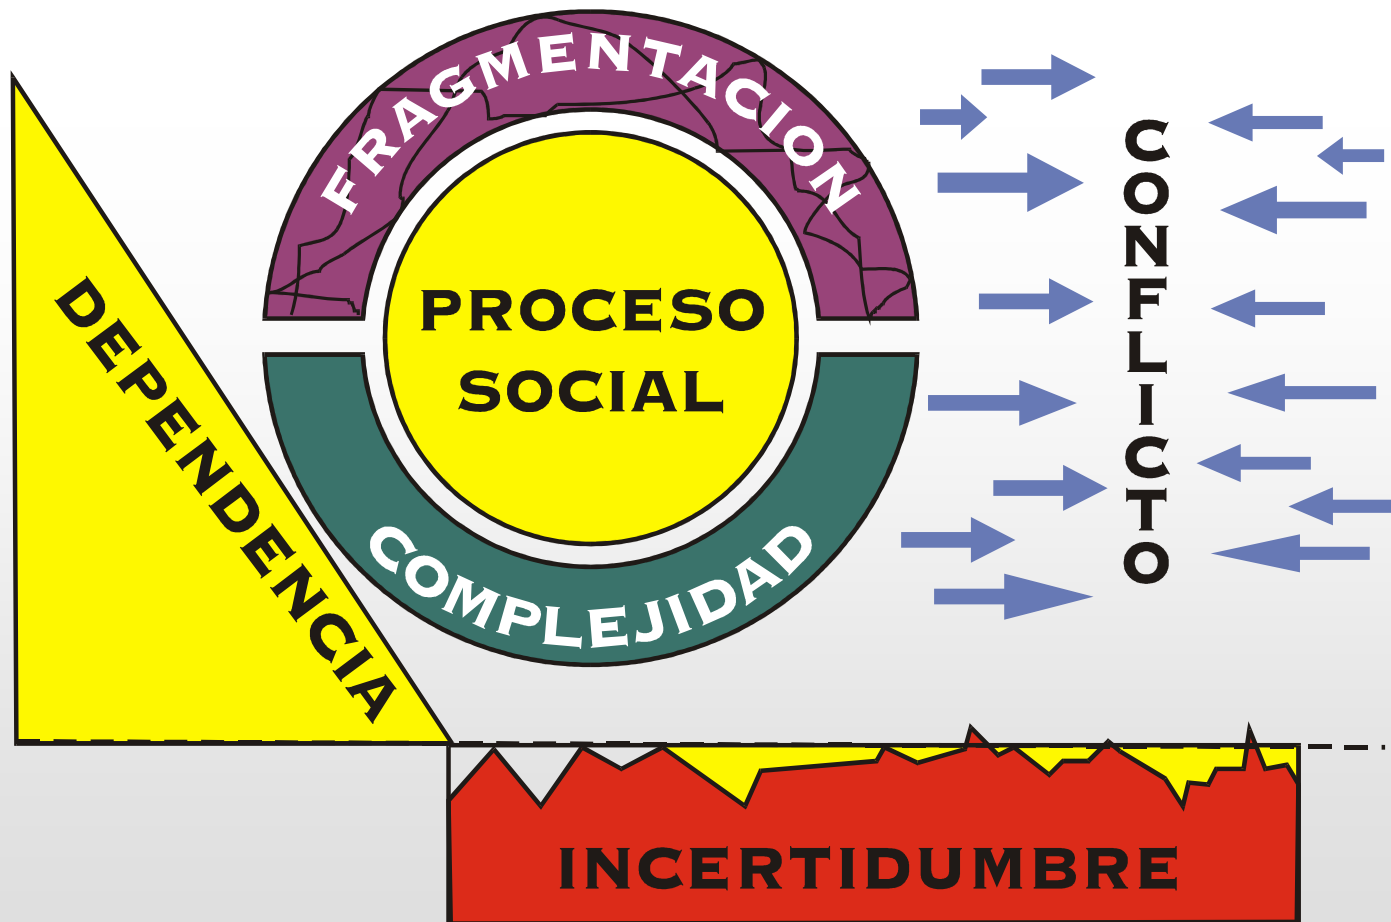 FRAGMENTACION
PROCESO
SOCIAL
COMPLEJIDAD
DEPENDENCIA
CONFLICTO
INCERTIDUMBRE